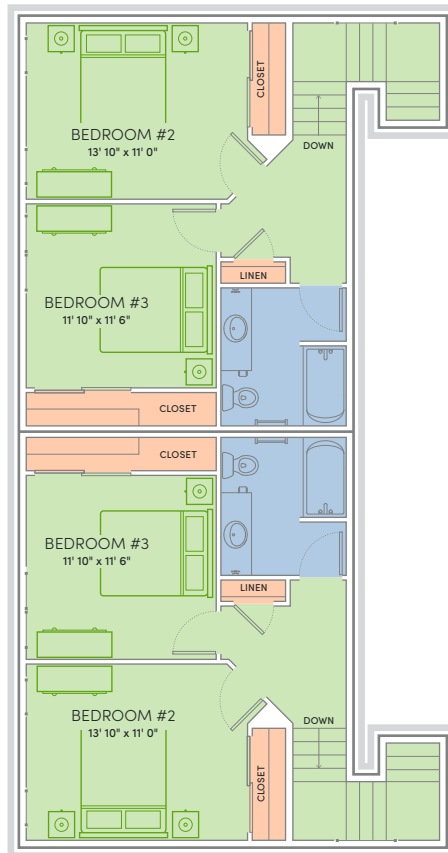 CLOSET
BEDROOM #2
13' 10" x 11' 0"
DOWN
LINEN
BEDROOM #3
11' 10" x 11' 6"
CLOSET
CLOSET
BEDROOM #3
11' 10" x 11' 6"
LINEN
BEDROOM #2
13' 10" x 11' 0"
DOWN
CLOSET